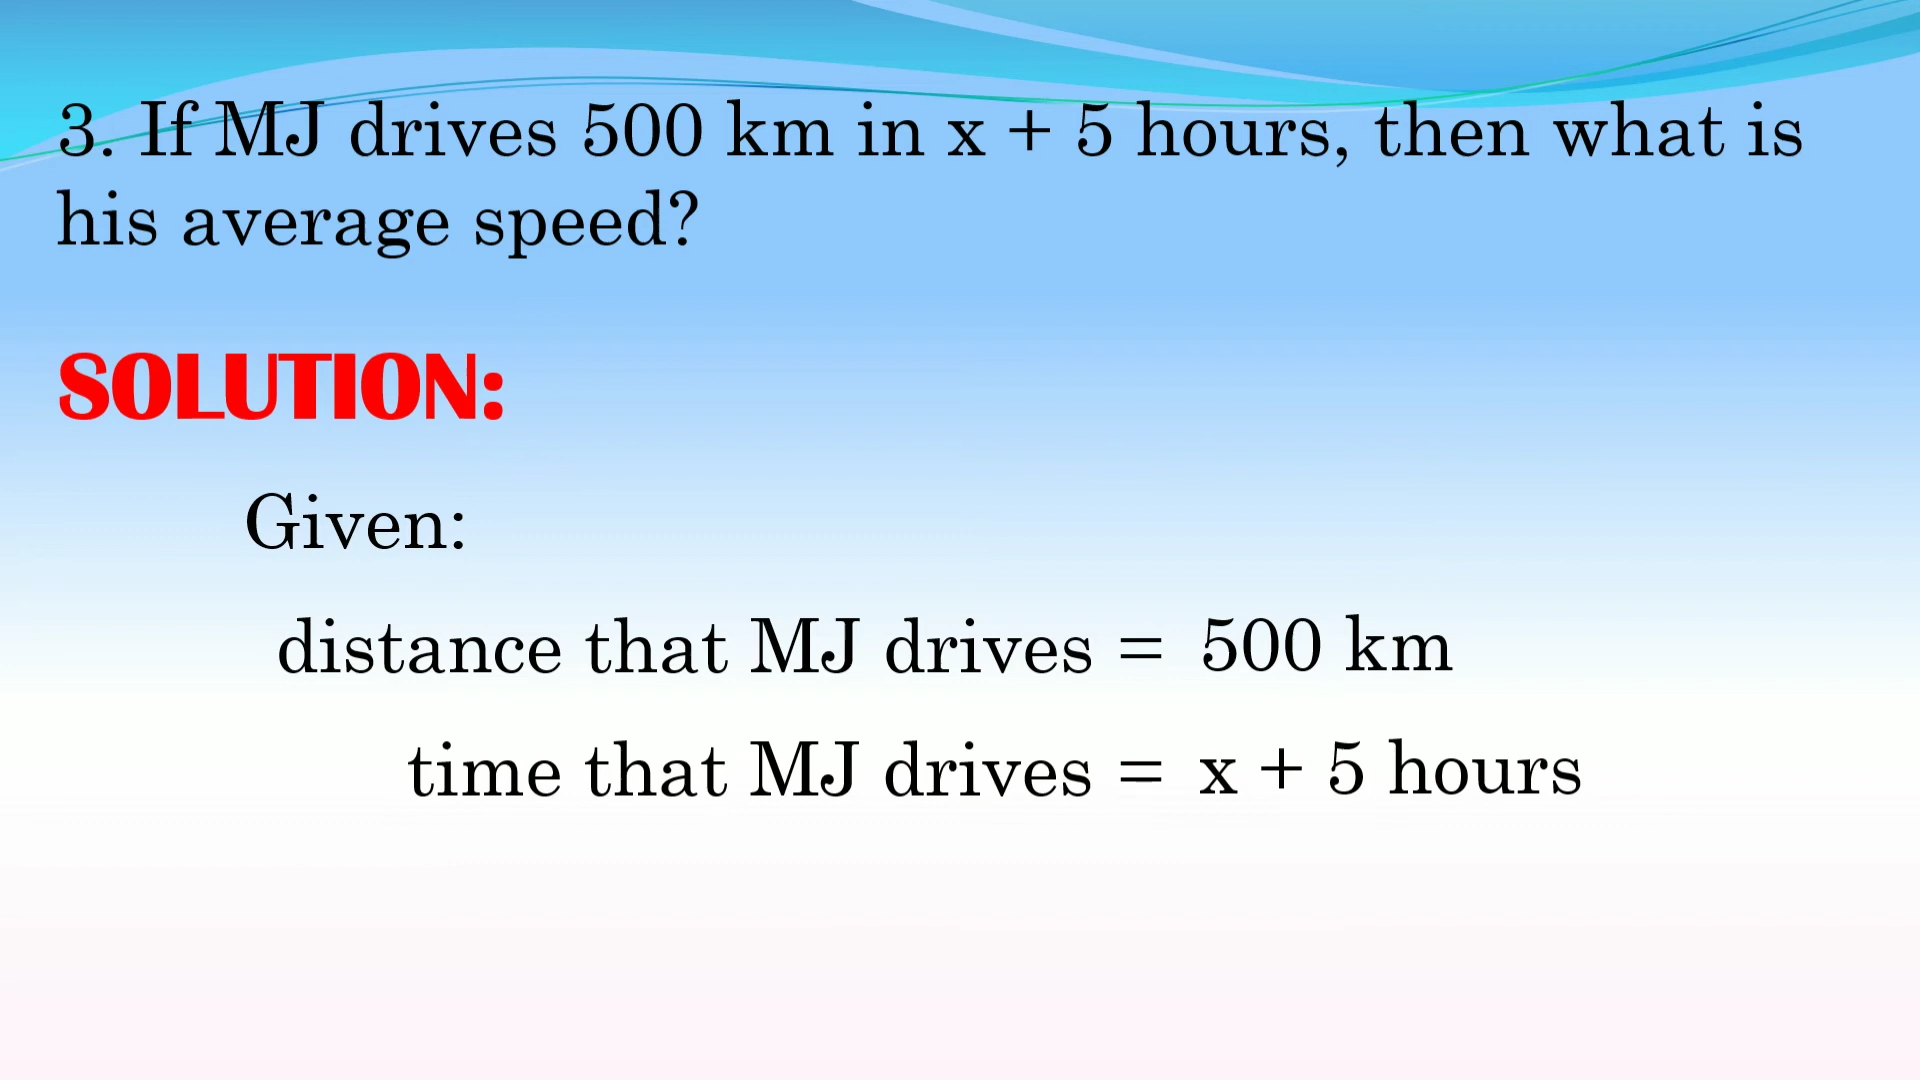 3. If MJ drives 500 km in x + 5 hours, then what is
his average speed?
SOLUTION:
Given:
distance that MJ drives = 500 km
time that MJ drives = x + 5 hours